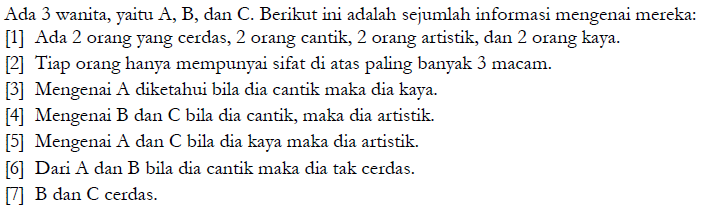 Ada 3 wanita, yaitu A, B, dan C. Berikut ini adalah sejumlah informasi mengenai mereka:
[1] Ada 2 orang yang cerdas, 2 orang cantik, 2 orang artistik, dan 2 orang kaya.
[2] Tiap orang hanya mempunyai sifat di atas paling banyak 3 macam.
[3] Mengenai A diketahui bila dia cantik maka dia kaya.
[4] Mengenai B dan C bila dia cantik, maka dia artistik.
[5] Mengenai A dan C bila dia kaya maka dia artistik.
[6] Dari A dan B bila dia cantik maka dia tak cerdas.
[7] B dan C cerdas.